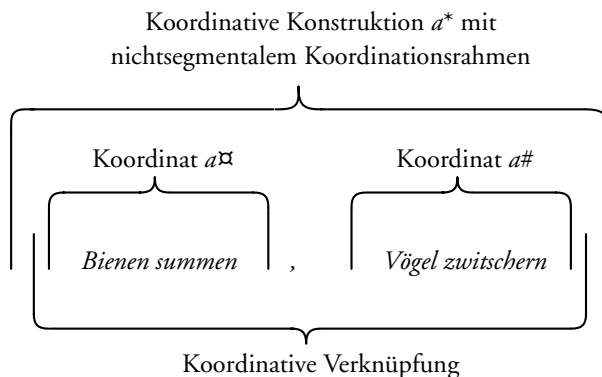 Koordinative Konstruktion a* mit
nichtsegmentalem Koordinationsrahmen
Koordinat a¤ Koordinat a#
Bienen summen , Vögel zwitschern
Koordinative Verknüpfung